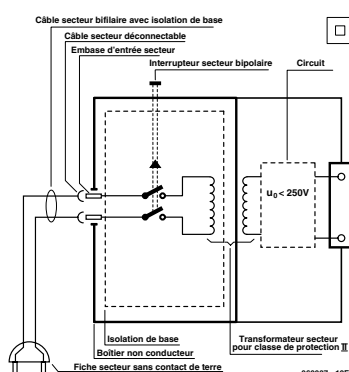 Câble secteur bifilaire avec isolation de base
Câble secteur déconnectable
Embase d'entrée secteur
Interrupteur secteur bipolaire
Circuit
u0 < 250V
Isolation de base
Boîtier non conducteur
Fiche secteur sans contact de terre
Transformateur secteur
pour classe de protection II